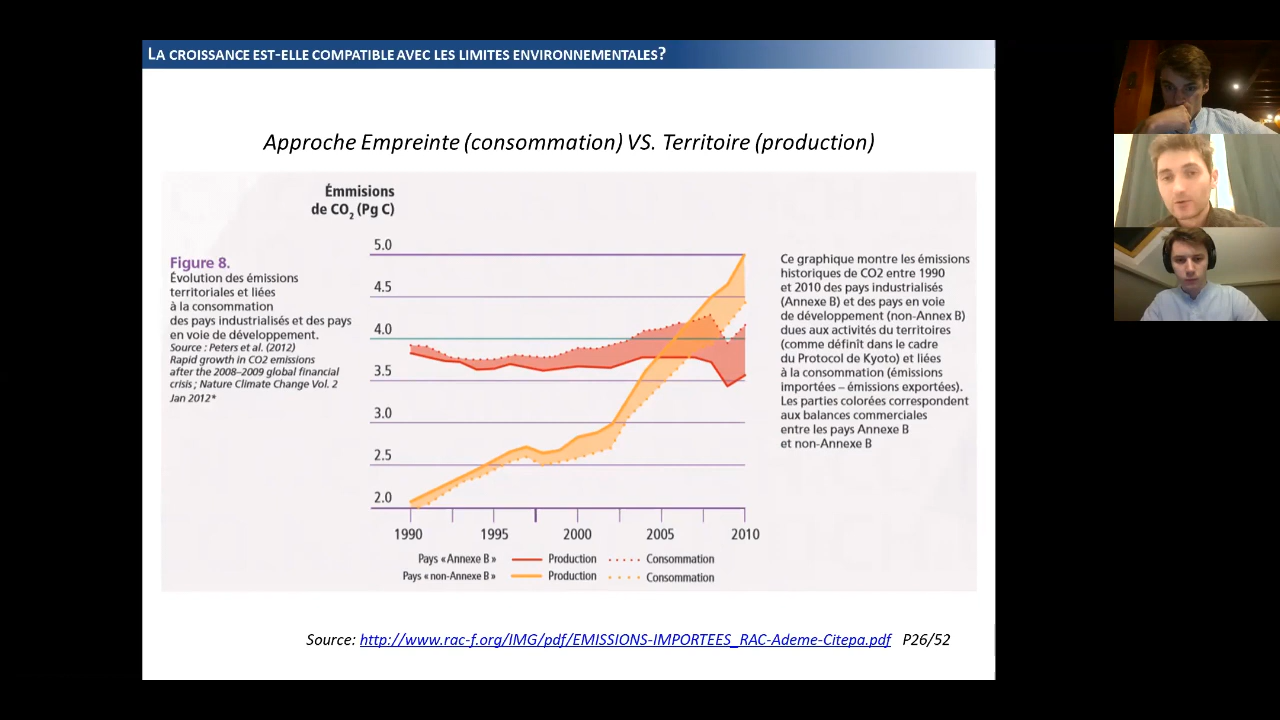 LA CROISSANCE EST-ELLE COMPATIBLE AVEC LES LIMITES ENVIRONNEMENTALES?
Approche Empreinte (consommation) VS. Territoire (production)
Émmisions
de CO2 (Pg C)
Figure 8.
Évolution des émissions
territoriales et liées
à la consommation
des pays industrialisés et des pays
en voie de développement.
Source : Peters et al. (2012)
Rapid growth in CO2 emissions
after the 2008–2009 global financial
crisis ; Nature Climate Change Vol. 2
Jan 2012*
5.0
4.5
4.0
3.5
3.0
2.5
2.0
1990 1995 2000 2005 2010
Pays «Annexe B» Production Consommation
Pays «non-Annexe B» Production Consommation
Ce graphique montre les émissions
historiques de CO2 entre 1990
et 2010 des pays industrialisés
(Annexe B) et des pays en voie
de développement (non-Annex B)
dues aux activités du territoires
(comme définît dans le cadre
du Protocol de Kyoto) et liées
à la consommation (émissions
importées – émissions exportées).
Les parties colorées correspondent
aux balances commerciales
entre les pays Annexe B
et non-Annexe B
Source: http://www.rac-f.org/IMG/pdf/EMISSIONS-IMPORTEES_RAC-Ademe-Citepa.pdf P26/52